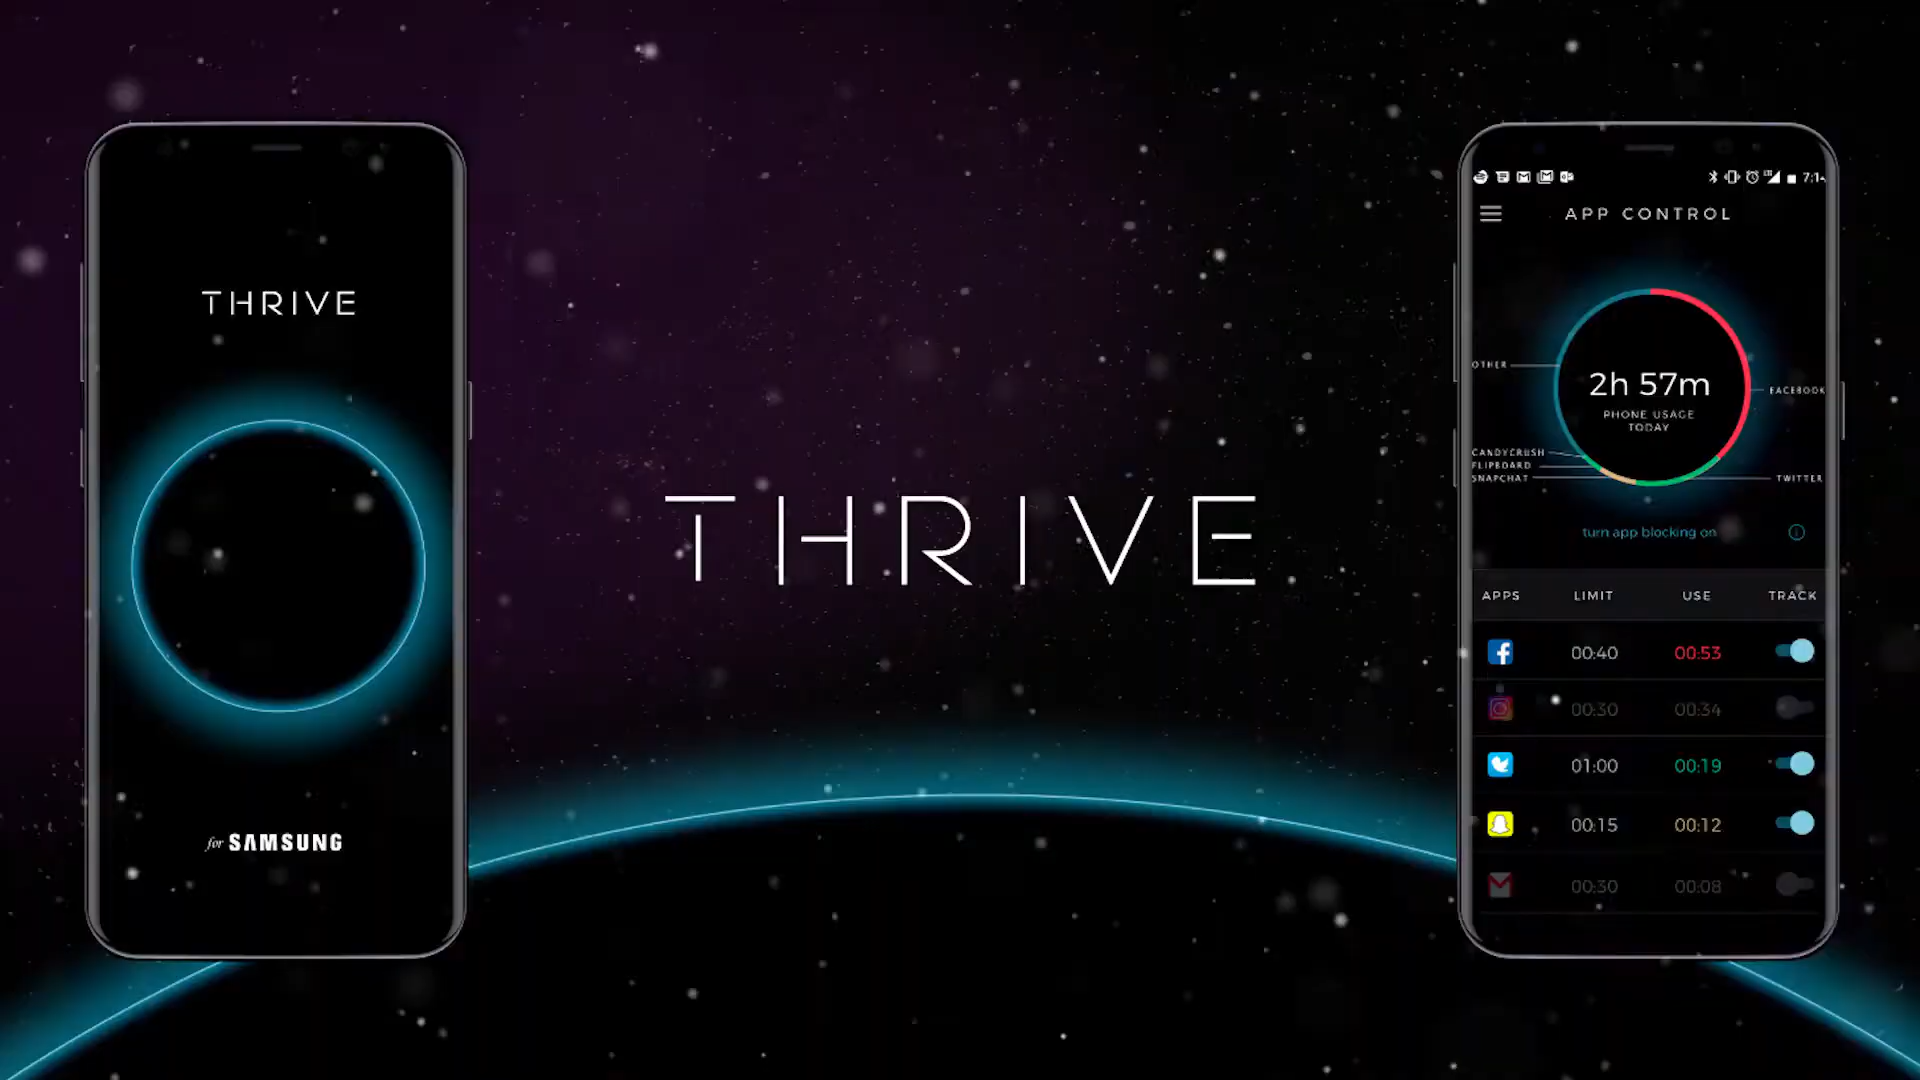 THRIVE
for SAMSUNG
THRIVE
APP CONTROL
OTHER
2h 57m
FACEBOOK
PHONE USAGE
TODAY
CANDYCRUSH
FLIPBOARD
SNAPCHAT
TWITTER
turn app blocking on
APPS LIMIT USE TRACK
00:40 00:53
00:30 00:34
01:00 00:19
00:15 00:12
00:30 00:08